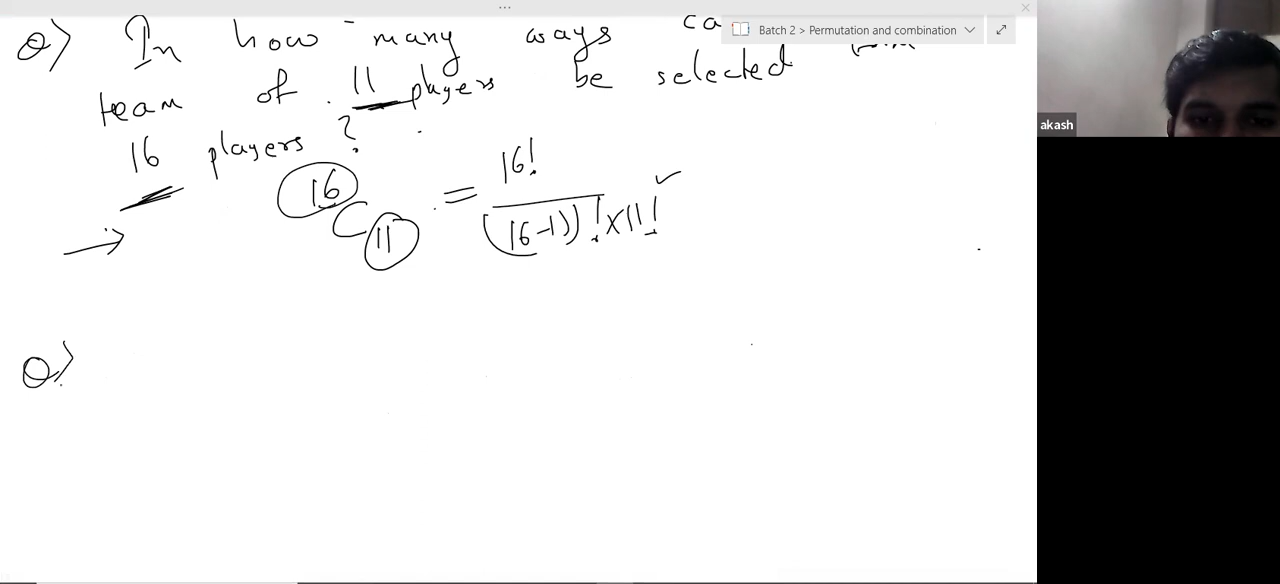 Batch 2 > Permutation and combination
Q) In how many ways
team of 11 players be selected
16 players ?
akash
→ 16C11 = 16! / (16-11)! × 11! ✓
Q)